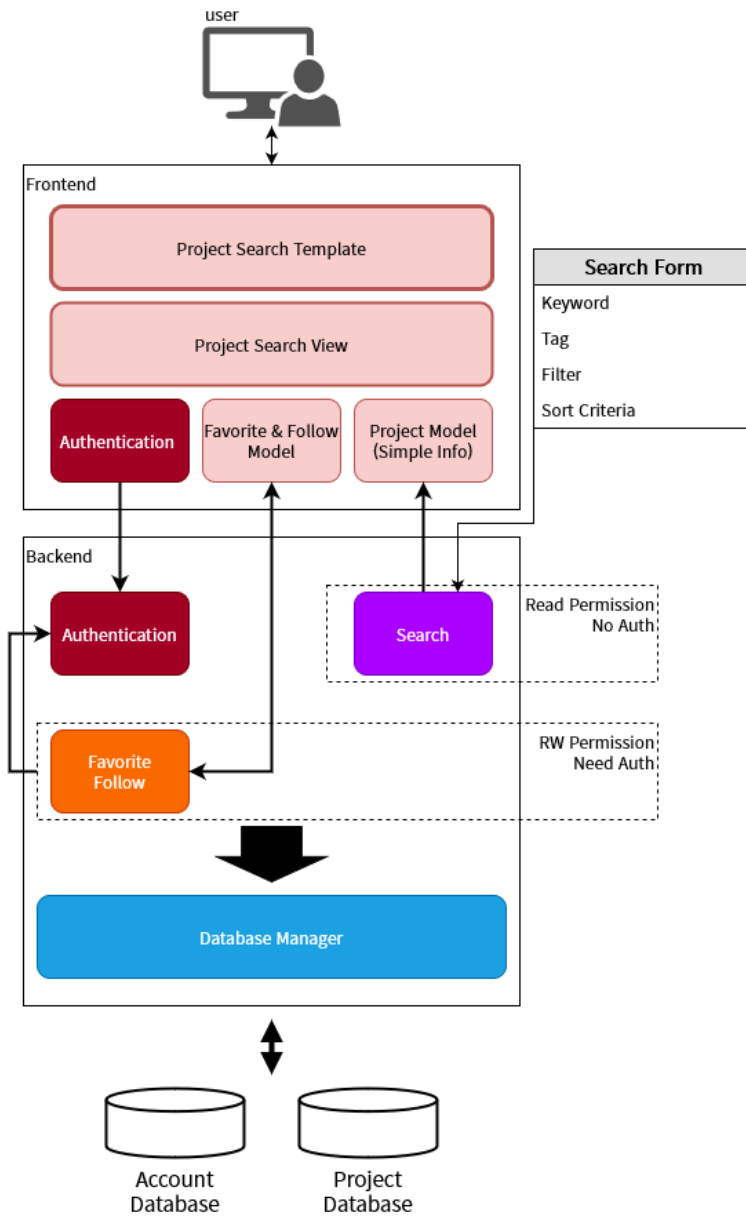 user
Frontend
Project Search Template
Project Search View
Authentication
Favorite & Follow
Model
Project Model
(Simple Info)
Search Form
Keyword
Tag
Filter
Sort Criteria
Backend
Authentication
Search
Read Permission
No Auth
Favorite
Follow
RW Permission
Need Auth
Database Manager
Account
Database
Project
Database